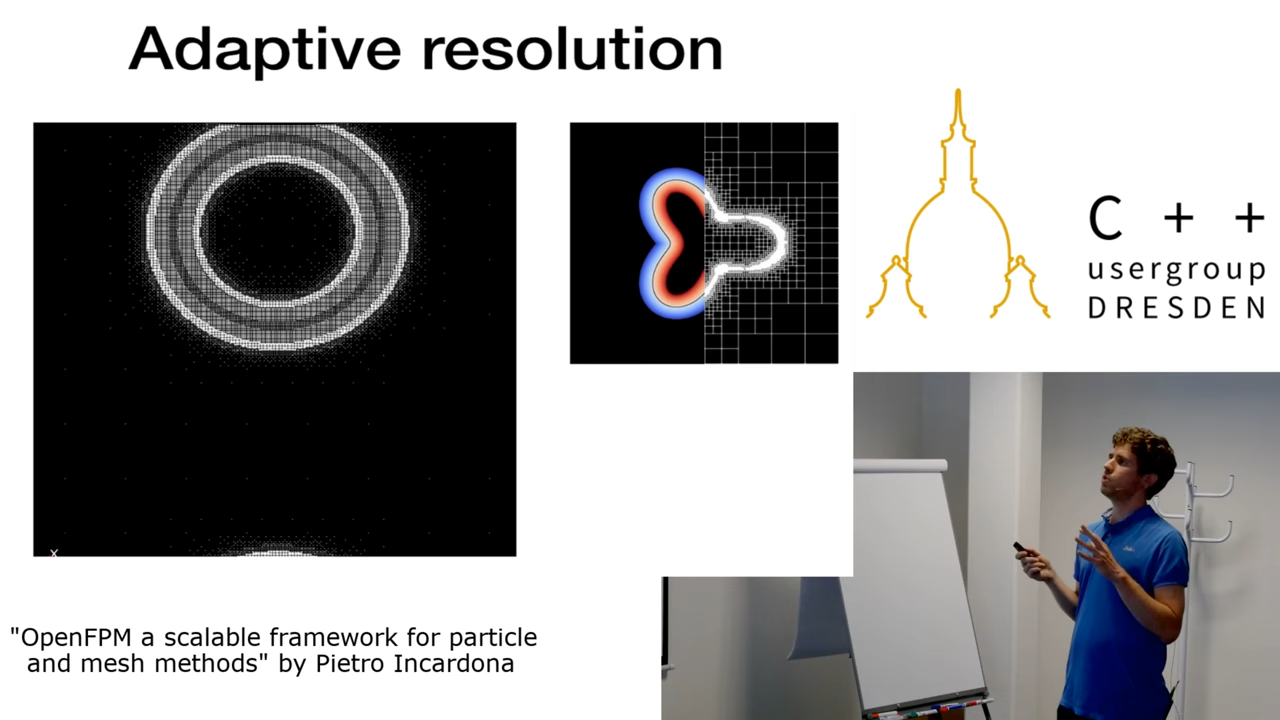 Adaptive resolution
C + +
usergroup
DRESDEN
x
"OpenFPM a scalable framework for particle
and mesh methods" by Pietro Incardona